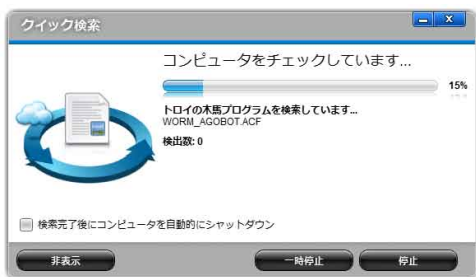 クイック検索
コンピュータをチェックしています...
15%
トロイの木馬プログラムを検索しています...
WORM_AGOBOT.ACF
検出数: 0
検索完了後にコンピュータを自動的にシャットダウン
非表示
一時停止
停止